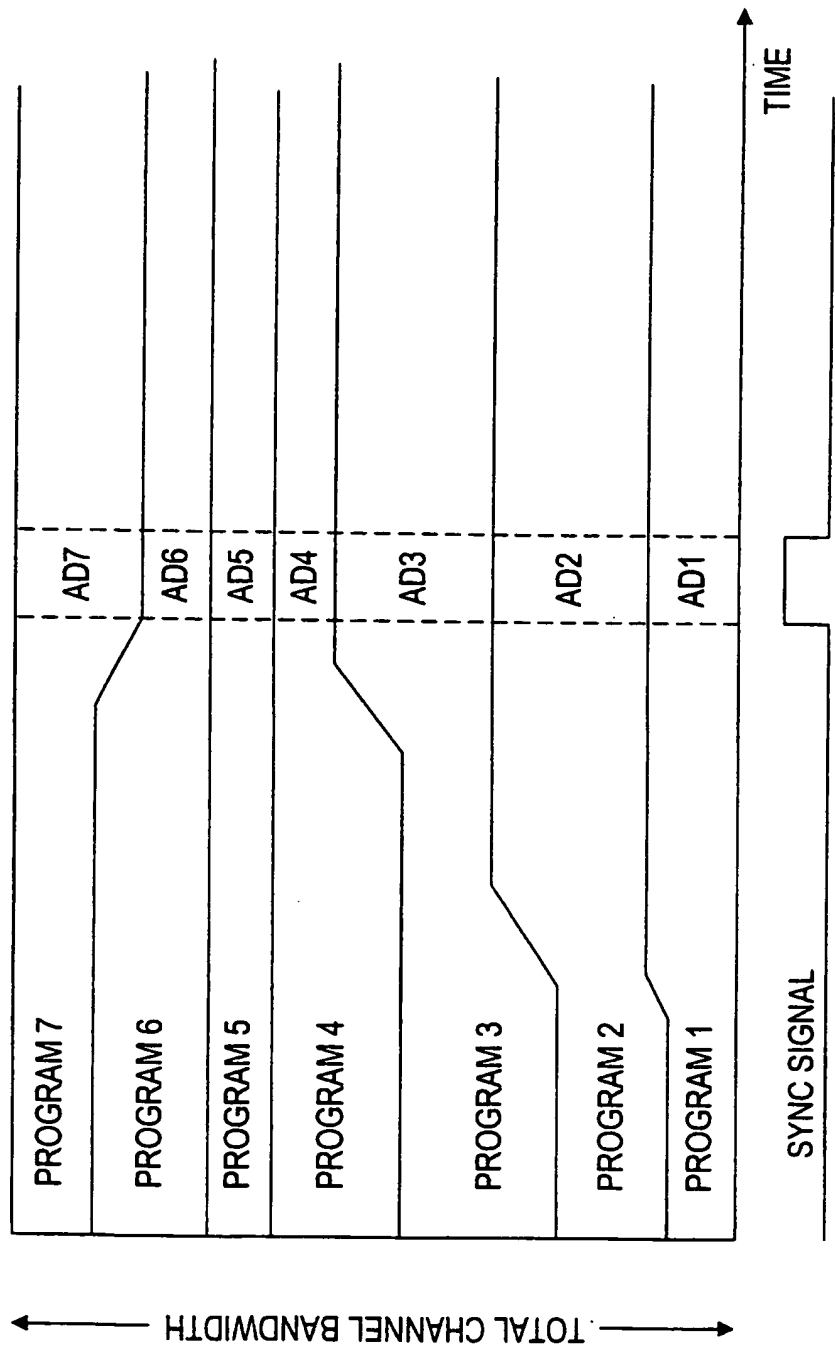 TOTAL CHANNEL BANDWIDTH
PROGRAM 7
AD7
PROGRAM 6
AD6
PROGRAM 5
AD5
PROGRAM 4
AD4
PROGRAM 3
AD3
PROGRAM 2
AD2
PROGRAM 1
AD1
TIME
SYNC SIGNAL